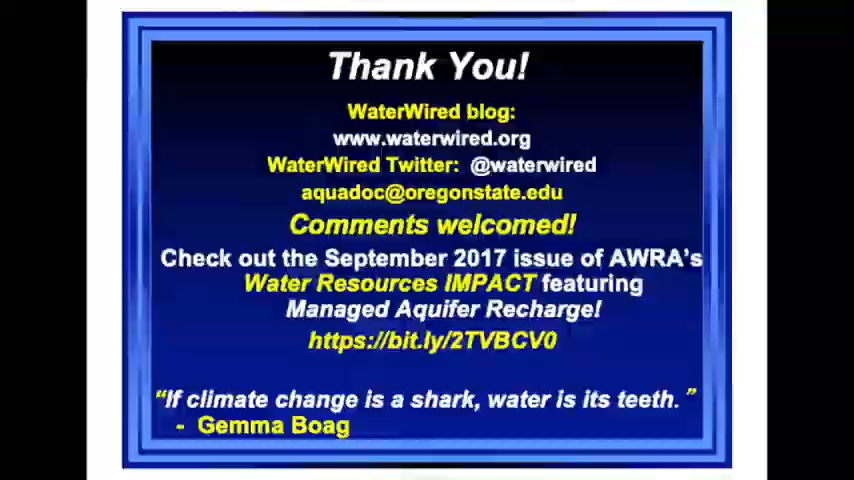 Thank You!
WaterWired blog:
www.waterwired.org
WaterWired Twitter: @waterwired
aquadoc@oregonstate.edu
Comments welcomed!
Check out the September 2017 issue of AWRA's
Water Resources IMPACT featuring
Managed Aquifer Recharge!
https://bit.ly/2TVBCV0
“If climate change is a shark, water is its teeth. ”
- Gemma Boag